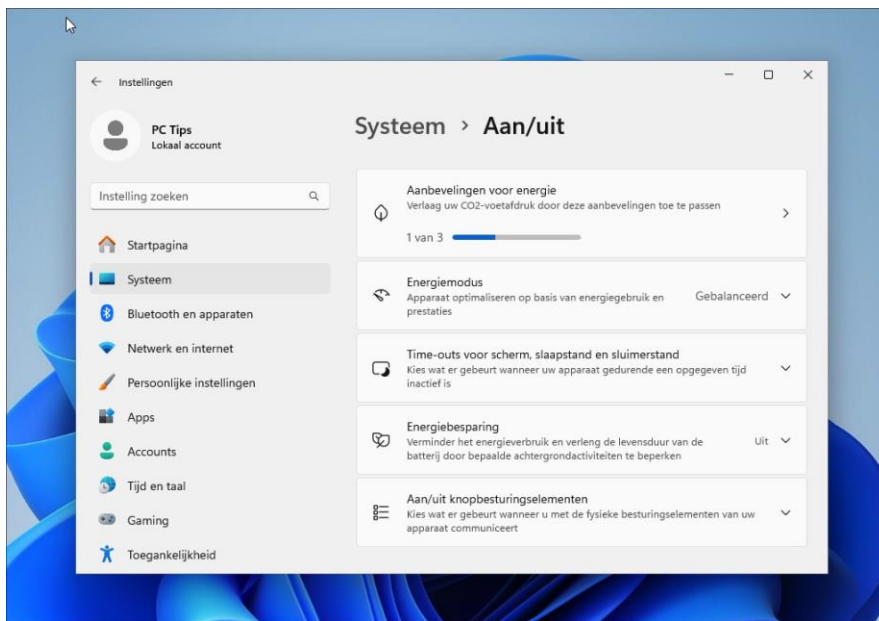 Instellingen
PC Tips
Lokaal account
Instelling zoeken
Startpagina
Systeem
Bluetooth en apparaten
Netwerk en internet
Persoonlijke instellingen
Apps
Accounts
Tijd en taal
Gaming
Toegankelijkheid
Systeem > Aan/uit
Aanbevelingen voor energie
Verlaag uw CO2-voetafdruk door deze aanbevelingen toe te passen
1 van 3
Energiemodus
Apparaat optimaliseren op basis van energiegebruik en
prestaties
Gebalanceerd
Time-outs voor scherm, slaapstand en sluimerstand
Kies wat er gebeurt wanneer uw apparaat gedurende een opgegeven tijd
inactief is
Energiebesparing
Verminder het energieverbruik en verleng de levensduur van de
batterij door bepaalde achtergrondactiviteiten te beperken
Uit
Aan/uit knopbesturingselementen
Kies wat er gebeurt wanneer u met de fysieke besturingselementen van uw
apparaat communiceert